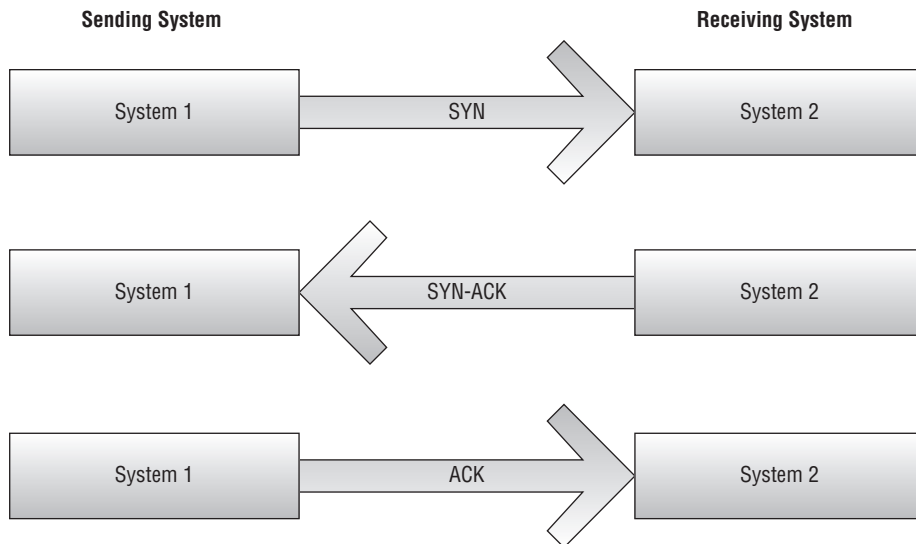 Sending System
Receiving System
System 1
SYN
System 2
System 1
SYN-ACK
System 2
System 1
ACK
System 2